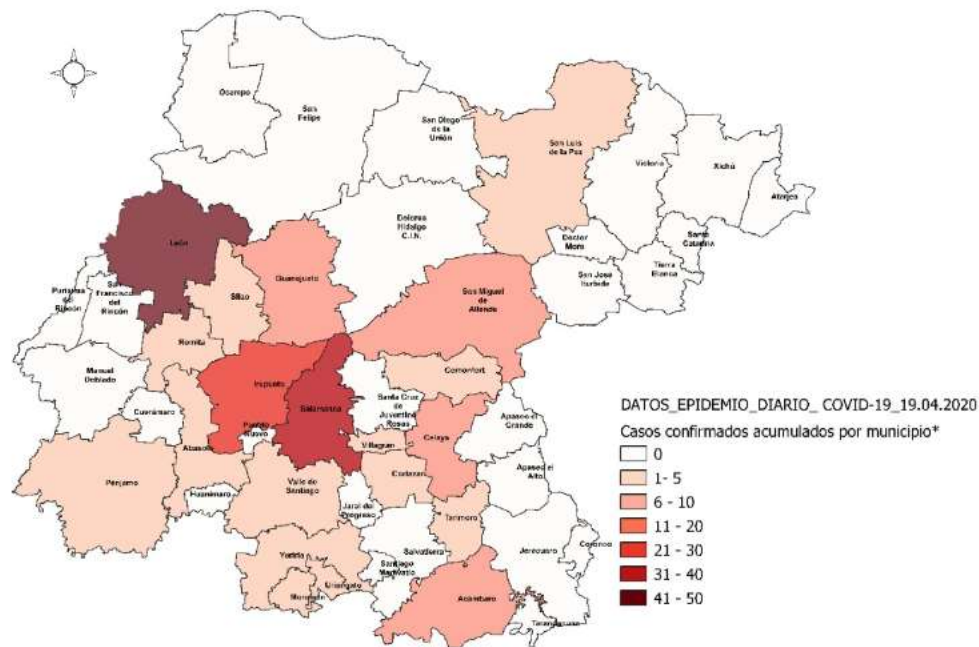 Ocampo
San
Felipe
San Diego
de la
Unión
San Luis
de la Paz
Victoria
Xichú
Atarjea
León
Dolores
Hidalgo
C.I.N.
Doctor
Mora
Santa
Catarina
Tierra
Blanca
San José
Iturbide
Guanajuato
San Miguel
de
Allende
Silao
Purísima
del
Rincón
San
Francisco
del
Rincón
Romita
Manuel
Doblado
Irapuato
Comonfort
Cuerámaro
Salamanca
Santa Cruz
de
Juventino
Rosas
Apaseo el
Grande
Pueblo
Nuevo
Celaya
Abasolo
Villagrán
Apaseo el
Alto
Pénjamo
Valle de
Santiago
Cortazar
Huanímaro
Jaral del
Progreso
Tarimoro
Salvatierra
Jerécuaro
Coroneo
Yuriria
Santiago
Maravatío
Uriangato
Moroleón
Acámbaro
Tarandacuao
DATOS_EPIDEMIO_DIARIO_ COVID-19_19.04.2020
Casos confirmados acumulados por municipio*
0
1- 5
6 - 10
11 - 20
21 - 30
31 - 40
41 - 50